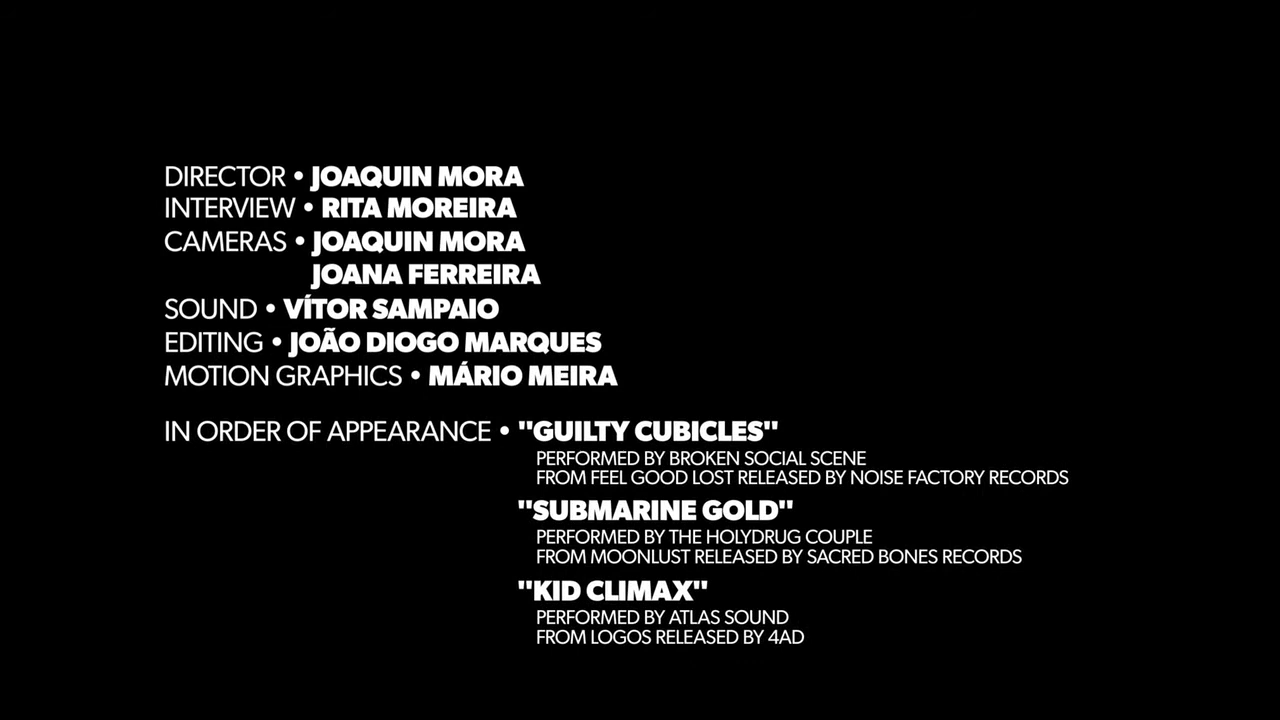 DIRECTOR • JOAQUIN MORA
INTERVIEW • RITA MOREIRA
CAMERAS • JOAQUIN MORA
JOANA FERREIRA
SOUND • VÍTOR SAMPAIO
EDITING • JOÃO DIOGO MARQUES
MOTION GRAPHICS • MÁRIO MEIRA
IN ORDER OF APPEARANCE • "GUILTY CUBICLES"
PERFORMED BY BROKEN SOCIAL SCENE
FROM FEEL GOOD LOST RELEASED BY NOISE FACTORY RECORDS
"SUBMARINE GOLD"
PERFORMED BY THE HOLYDRUG COUPLE
FROM MOONLUST RELEASED BY SACRED BONES RECORDS
"KID CLIMAX"
PERFORMED BY ATLAS SOUND
FROM LOGOS RELEASED BY 4AD